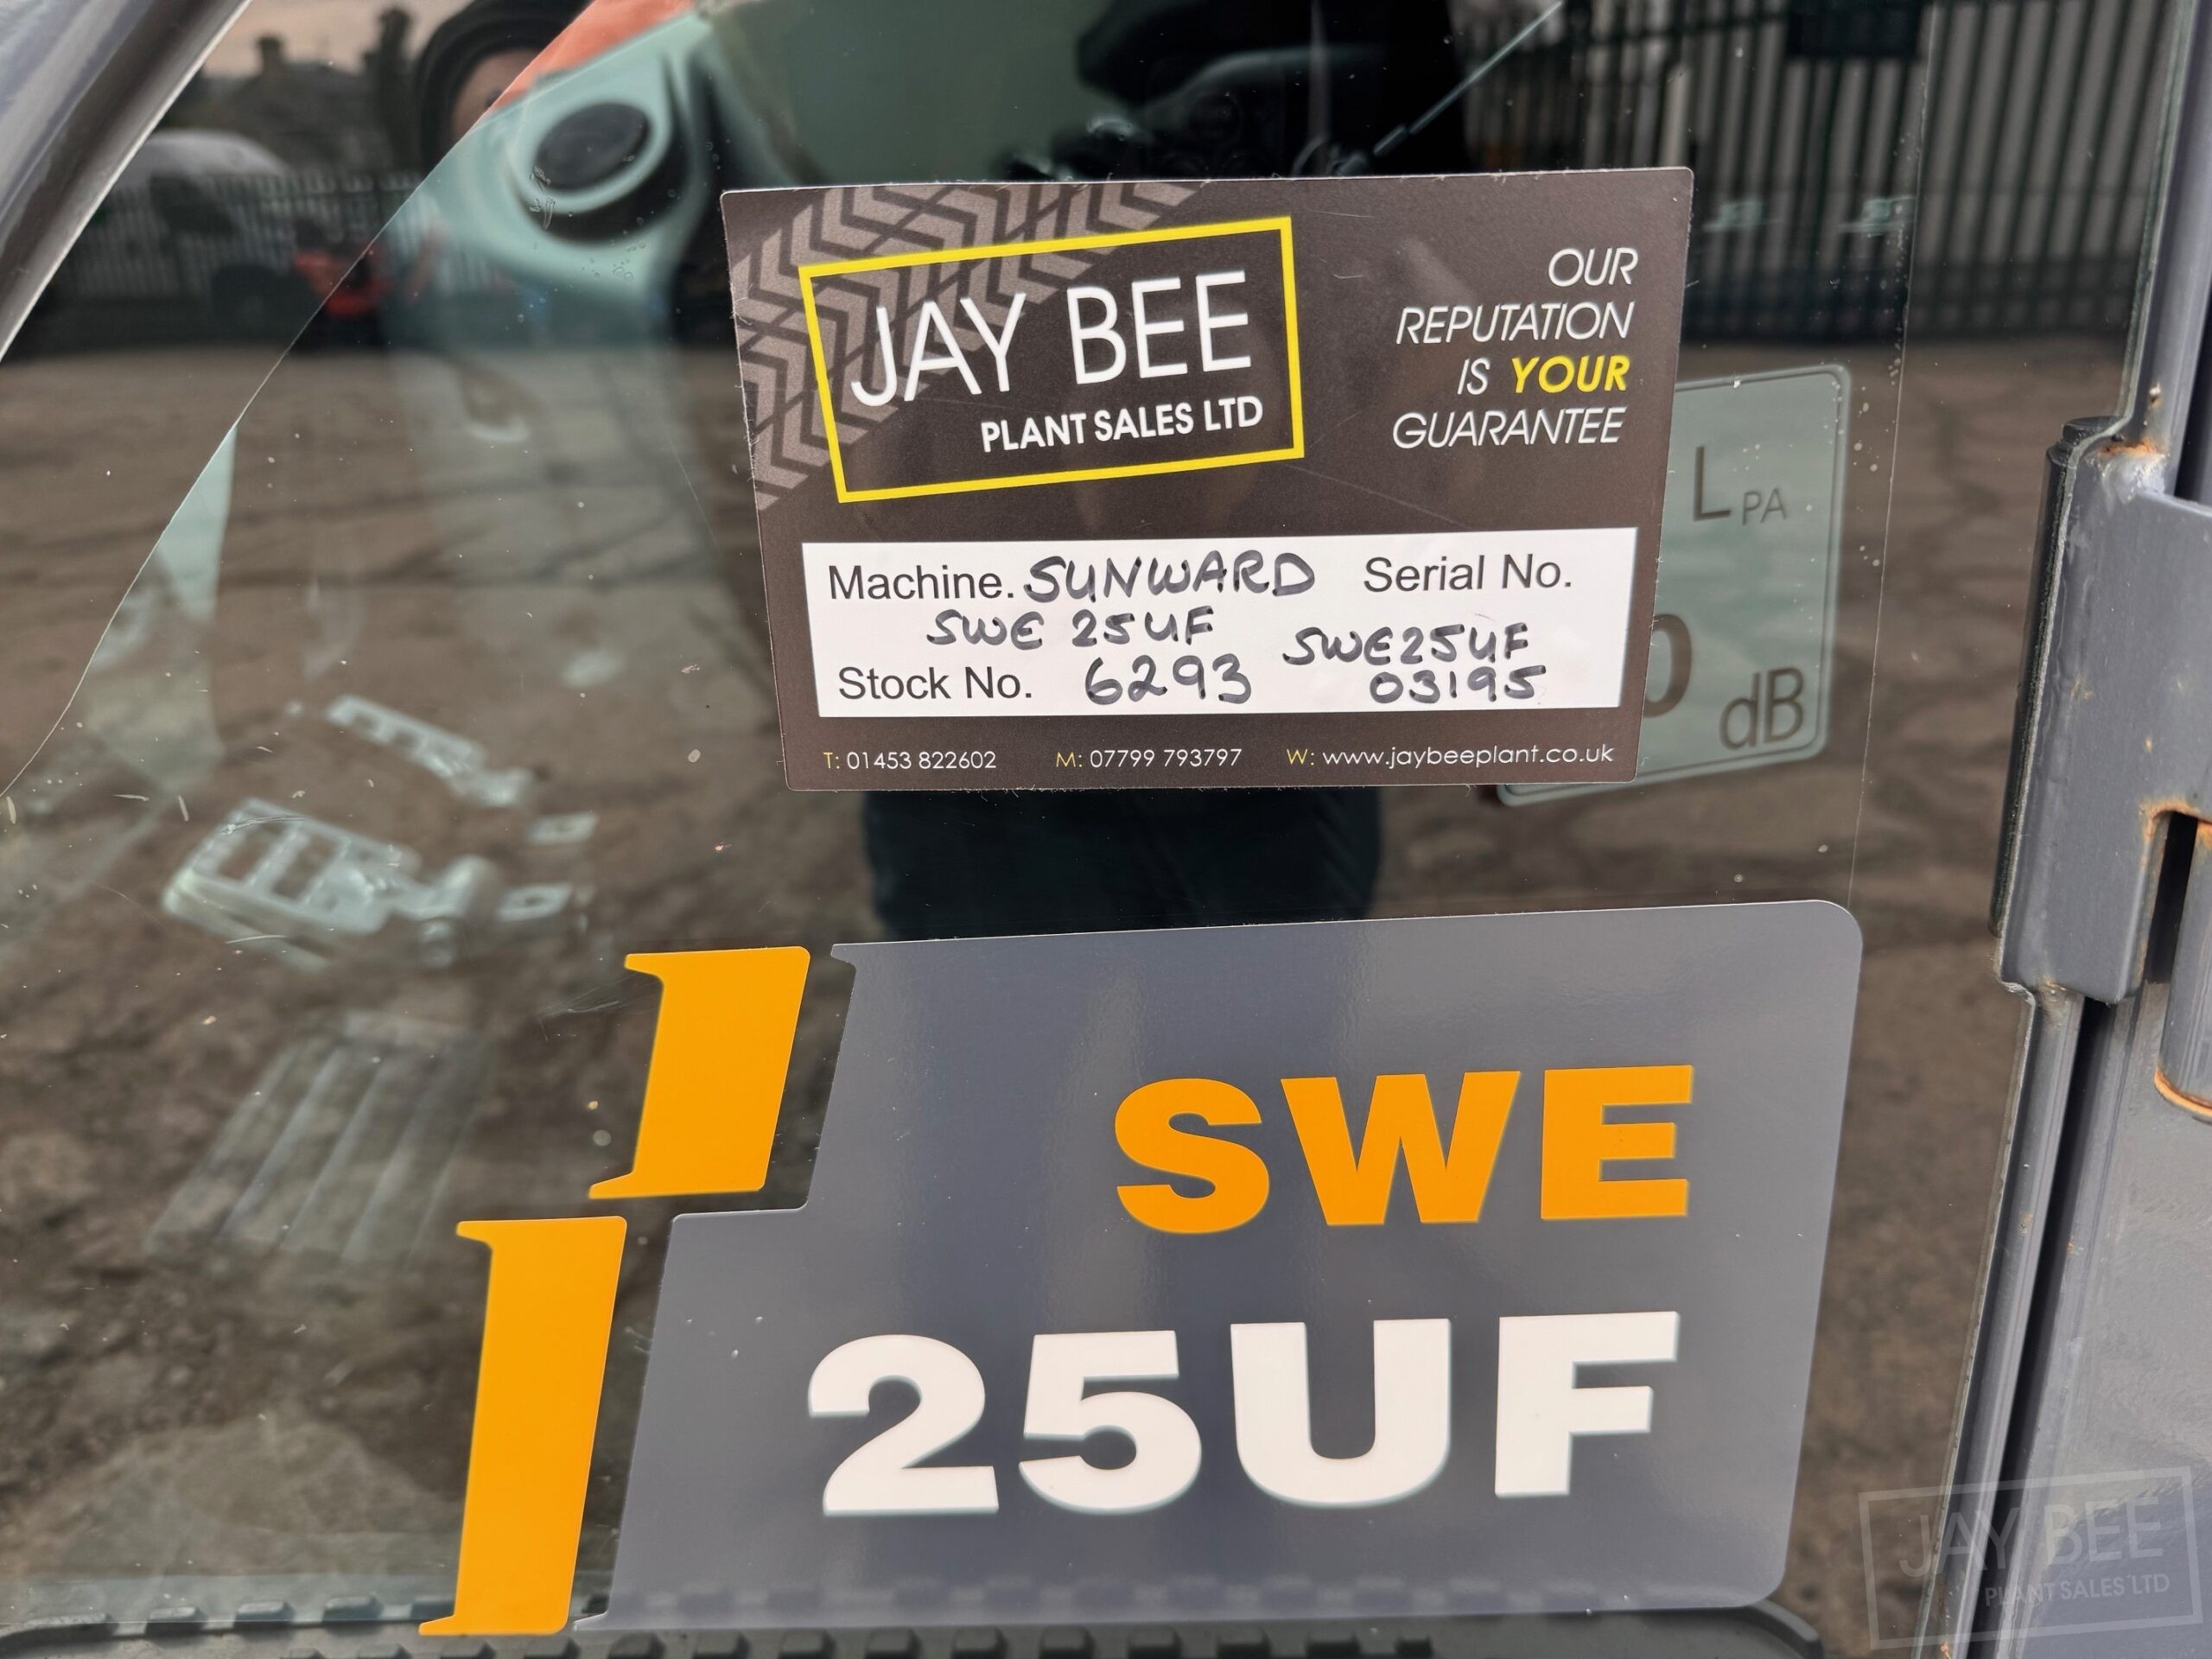 JAY BEE
PLANT SALES LTD
OUR
REPUTATION
IS YOUR
GUARANTEE
Machine. SUNWARD
SWE 25UF
Serial No.
SWE25UF
03195
Stock No. 6293
T: 01453 822602 M: 07799 793797 W: www.jaybeeplant.co.uk
LPA
dB
SWE
25UF
JAY BEE
PLANT SALES LTD